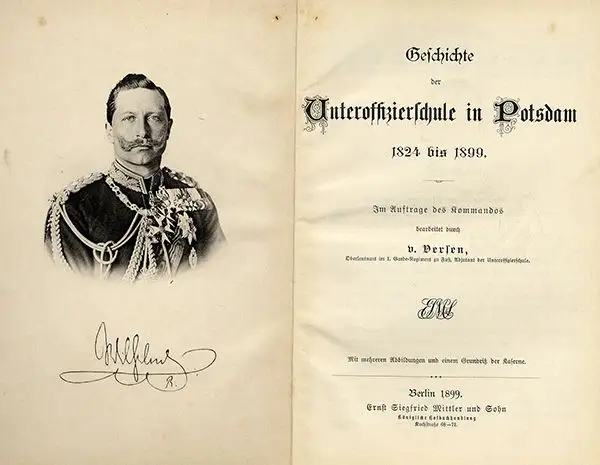 Wilhelm
R.
Geschichte
der
Unteroffizierschule in Potsdam
1824 bis 1899.
Im Auftrage des Kommandos
bearbeitet durch
v. Versen,
Oberleutnant im 1. Garde-Regiment zu Fuß, Adjutant der Unteroffizierschule.
Mit mehreren Abbildungen und einem Grundriß der Kaserne.
Berlin 1899.
Ernst Siegfried Mittler und Sohn
Königliche Hofbuchhandlung
Kochstraße 68–71.